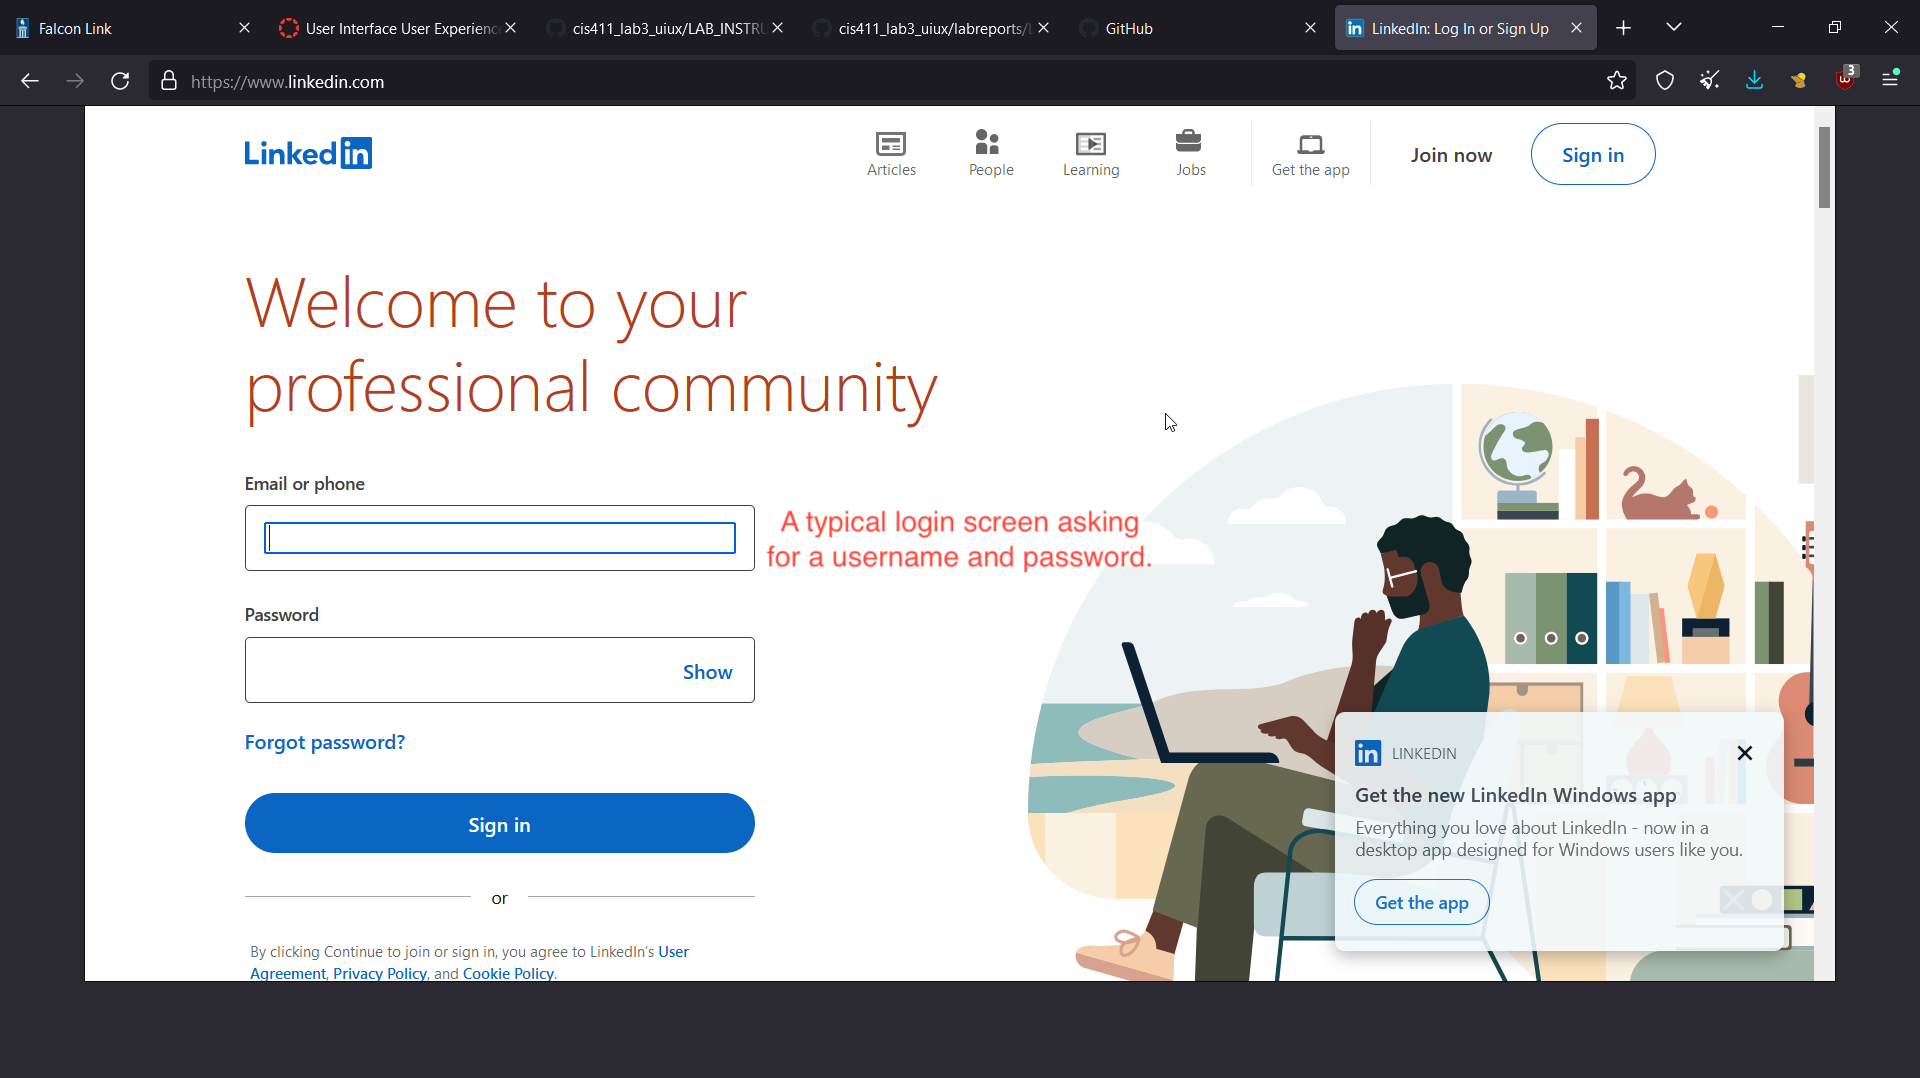 Falcon Link
User Interface User Experience
cis411_lab3_uiux/LAB_INSTRU
cis411_lab3_uiux/labreports/L
GitHub
LinkedIn: Log In or Sign Up
https://www.linkedin.com
3
Linked in
Articles
People
Learning
Jobs
Get the app
Join now
Sign in
Welcome to your
professional community
Email or phone
A typical login screen asking
for a username and password.
Password
Show
Forgot password?
Sign in
or
By clicking Continue to join or sign in, you agree to LinkedIn's User
Agreement, Privacy Policy, and Cookie Policy.
in LINKEDIN
Get the new LinkedIn Windows app
Everything you love about LinkedIn - now in a
desktop app designed for Windows users like you.
Get the app